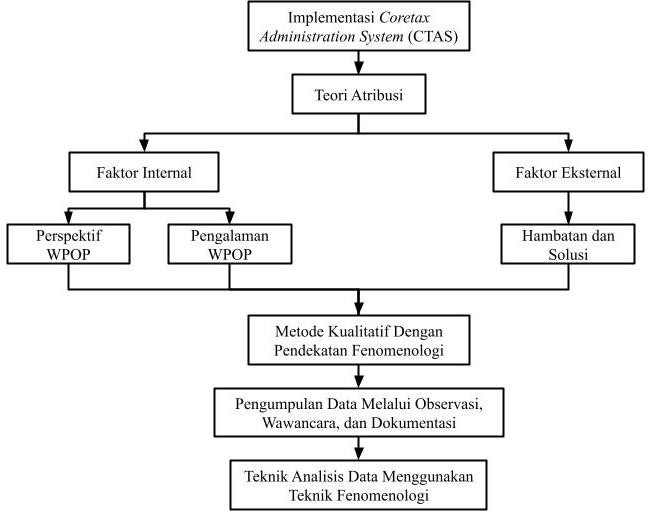 Implementasi Coretax
Administration System (CTAS)
Teori Atribusi
Faktor Internal
Faktor Eksternal
Perspektif
WPOP
Pengalaman
WPOP
Hambatan dan
Solusi
Metode Kualitatif Dengan
Pendekatan Fenomenologi
Pengumpulan Data Melalui Observasi,
Wawancara, dan Dokumentasi
Teknik Analisis Data Menggunakan
Teknik Fenomenologi